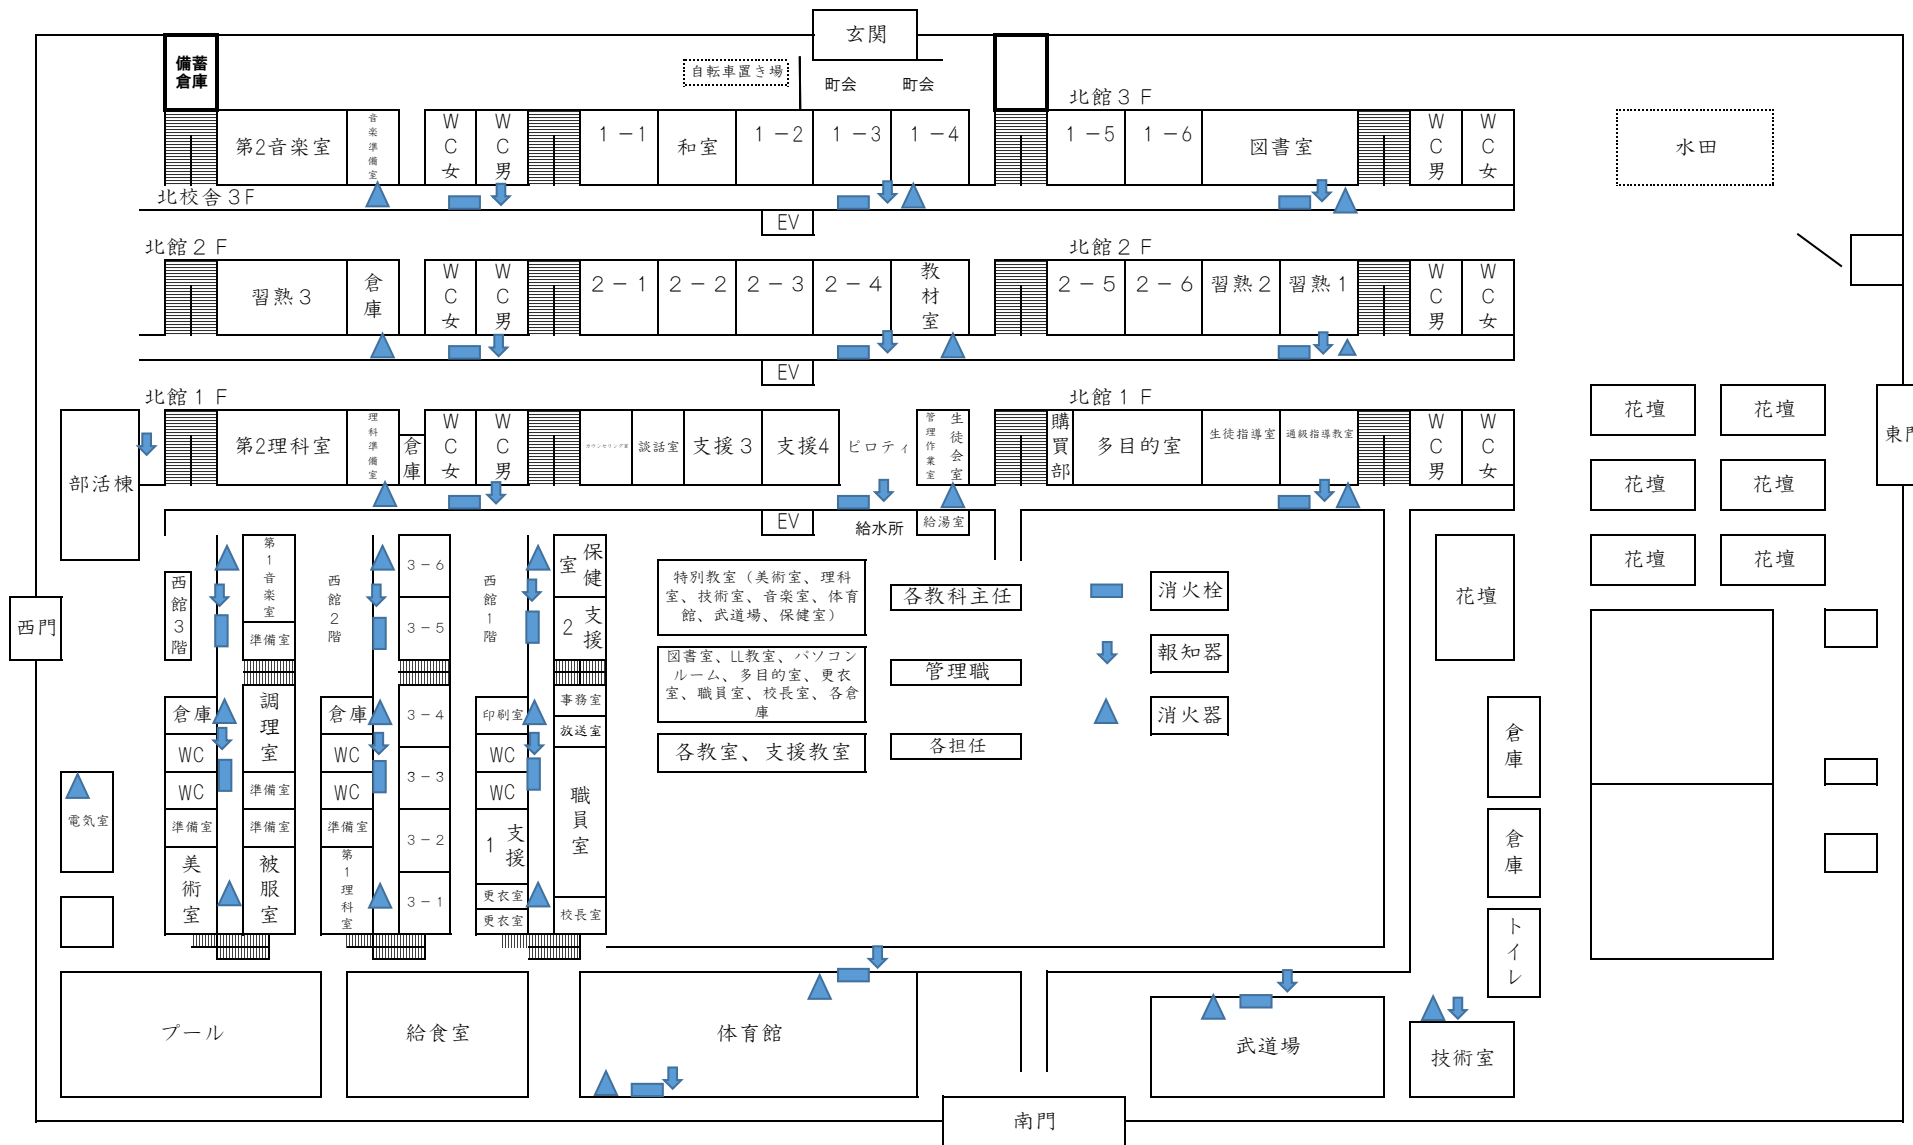 玄関
備蓄
倉庫
自転車置き場
町会
町会
北館３Ｆ
第2音楽室
音楽準備室
ＷＣ女
ＷＣ男
１－１
和室
１－２
１－３
１－４
１－５
１－６
図書室
ＷＣ男
ＷＣ女
水田
北校舎３F
EV
北館２Ｆ
北館２Ｆ
習熟３
倉庫
ＷＣ女
ＷＣ男
２－１
２－２
２－３
２－４
教材室
２－５
２－６
習熟２
習熟１
ＷＣ男
ＷＣ女
EV
北館１Ｆ
北館１Ｆ
部活棟
第2理科室
理科準備室
倉庫
ＷＣ女
ＷＣ男
カウンセリング室
談話室
支援３
支援4
ピロティ
管理作業室
生徒会室
購買部
多目的室
生徒指導室
通級指導教室
ＷＣ男
ＷＣ女
花壇
花壇
東門
花壇
花壇
花壇
花壇
EV
給水所
給湯室
西門
西館３階
第１音楽室
準備室
西館２階
３－６
３－５
西館１階
保健室
支援２
特別教室（美術室、理科
室、技術室、音楽室、体育
館、武道場、保健室）
各教科主任
消火栓
図書室、LL教室、パソコン
ルーム、多目的室、更衣
室、職員室、校長室、各倉
庫
管理職
報知器
各教室、支援教室
各担任
消火器
花壇
倉庫
調理室
WC
WC
準備室
準備室
準備室
美術室
被服室
倉庫
WC
WC
準備室
第１理科室
３－４
３－３
３－２
３－１
印刷室
WC
WC
支援１
更衣室
更衣室
事務室
放送室
職員室
校長室
電気室
倉庫
倉庫
トイレ
プール
給食室
体育館
武道場
技術室
南門